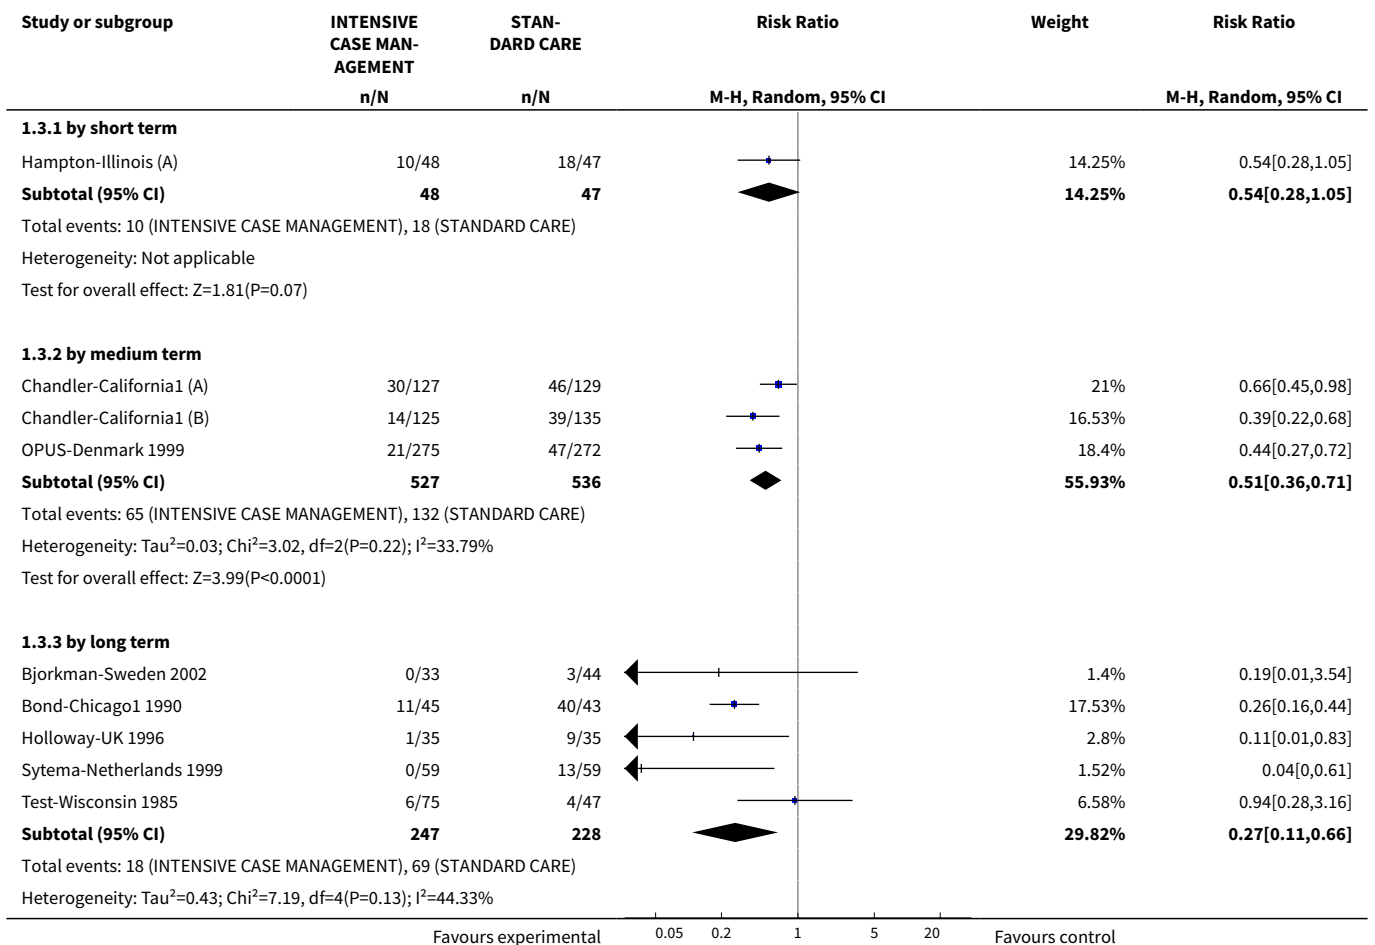 Study or subgroup INTENSIVE CASE MAN-AGEMENT STAN-DARD CARE Risk Ratio Weight Risk Ratio
n/N n/N M-H, Random, 95% CI M-H, Random, 95% CI
1.3.1 by short term
Hampton-Illinois (A) 10/48 18/47 14.25% 0.54[0.28,1.05]
Subtotal (95% CI) 48 47 14.25% 0.54[0.28,1.05]
Total events: 10 (INTENSIVE CASE MANAGEMENT), 18 (STANDARD CARE)
Heterogeneity: Not applicable
Test for overall effect: Z=1.81(P=0.07)
1.3.2 by medium term
Chandler-California1 (A) 30/127 46/129 21% 0.66[0.45,0.98]
Chandler-California1 (B) 14/125 39/135 16.53% 0.39[0.22,0.68]
OPUS-Denmark 1999 21/275 47/272 18.4% 0.44[0.27,0.72]
Subtotal (95% CI) 527 536 55.93% 0.51[0.36,0.71]
Total events: 65 (INTENSIVE CASE MANAGEMENT), 132 (STANDARD CARE)
Heterogeneity: Tau²=0.03; Chi²=3.02, df=2(P=0.22); I²=33.79%
Test for overall effect: Z=3.99(P<0.0001)
1.3.3 by long term
Bjorkman-Sweden 2002 0/33 3/44 1.4% 0.19[0.01,3.54]
Bond-Chicago1 1990 11/45 40/43 17.53% 0.26[0.16,0.44]
Holloway-UK 1996 1/35 9/35 2.8% 0.11[0.01,0.83]
Sytema-Netherlands 1999 0/59 13/59 1.52% 0.04[0,0.61]
Test-Wisconsin 1985 6/75 4/47 6.58% 0.94[0.28,3.16]
Subtotal (95% CI) 247 228 29.82% 0.27[0.11,0.66]
Total events: 18 (INTENSIVE CASE MANAGEMENT), 69 (STANDARD CARE)
Heterogeneity: Tau²=0.43; Chi²=7.19, df=4(P=0.13); I²=44.33%
Favours experimental 0.05 0.2 1 5 20 Favours control